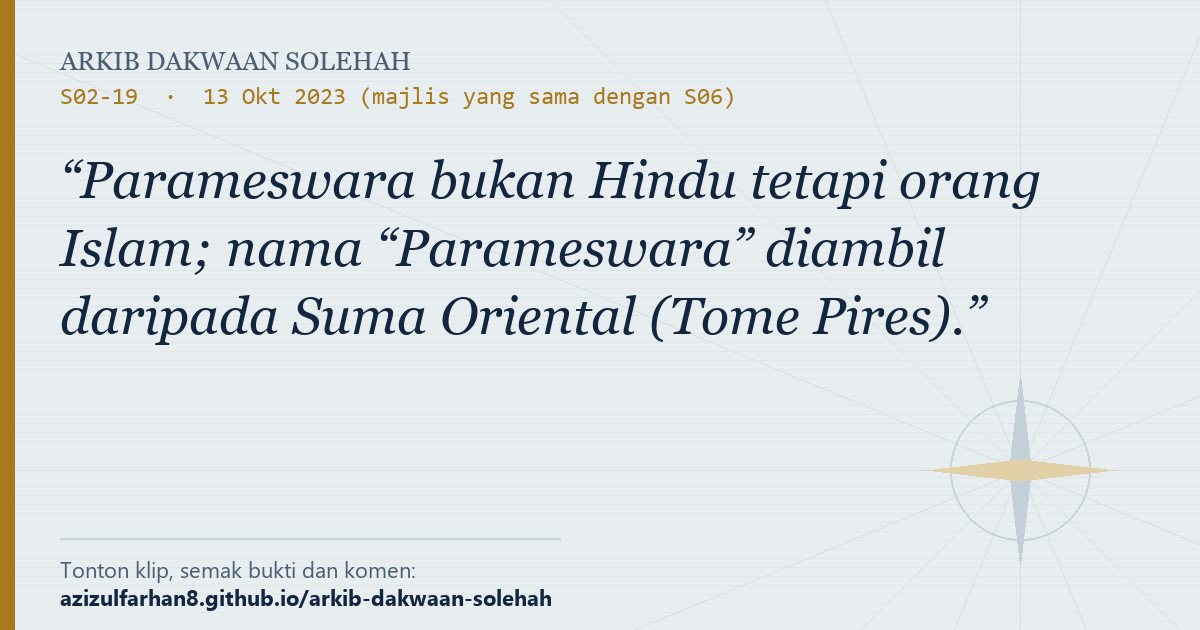 ARKIB DAKWAAN SOLEHAH
S02-19 · 13 Okt 2023 (majlis yang sama dengan S06)
“Parameswara bukan Hindu tetapi orang
Islam; nama “Parameswara” diambil
daripada Suma Oriental (Tome Pires).”
Tonton klip, semak bukti dan komen:
azizulfarhan8.github.io/arkib-dakwaan-solehah